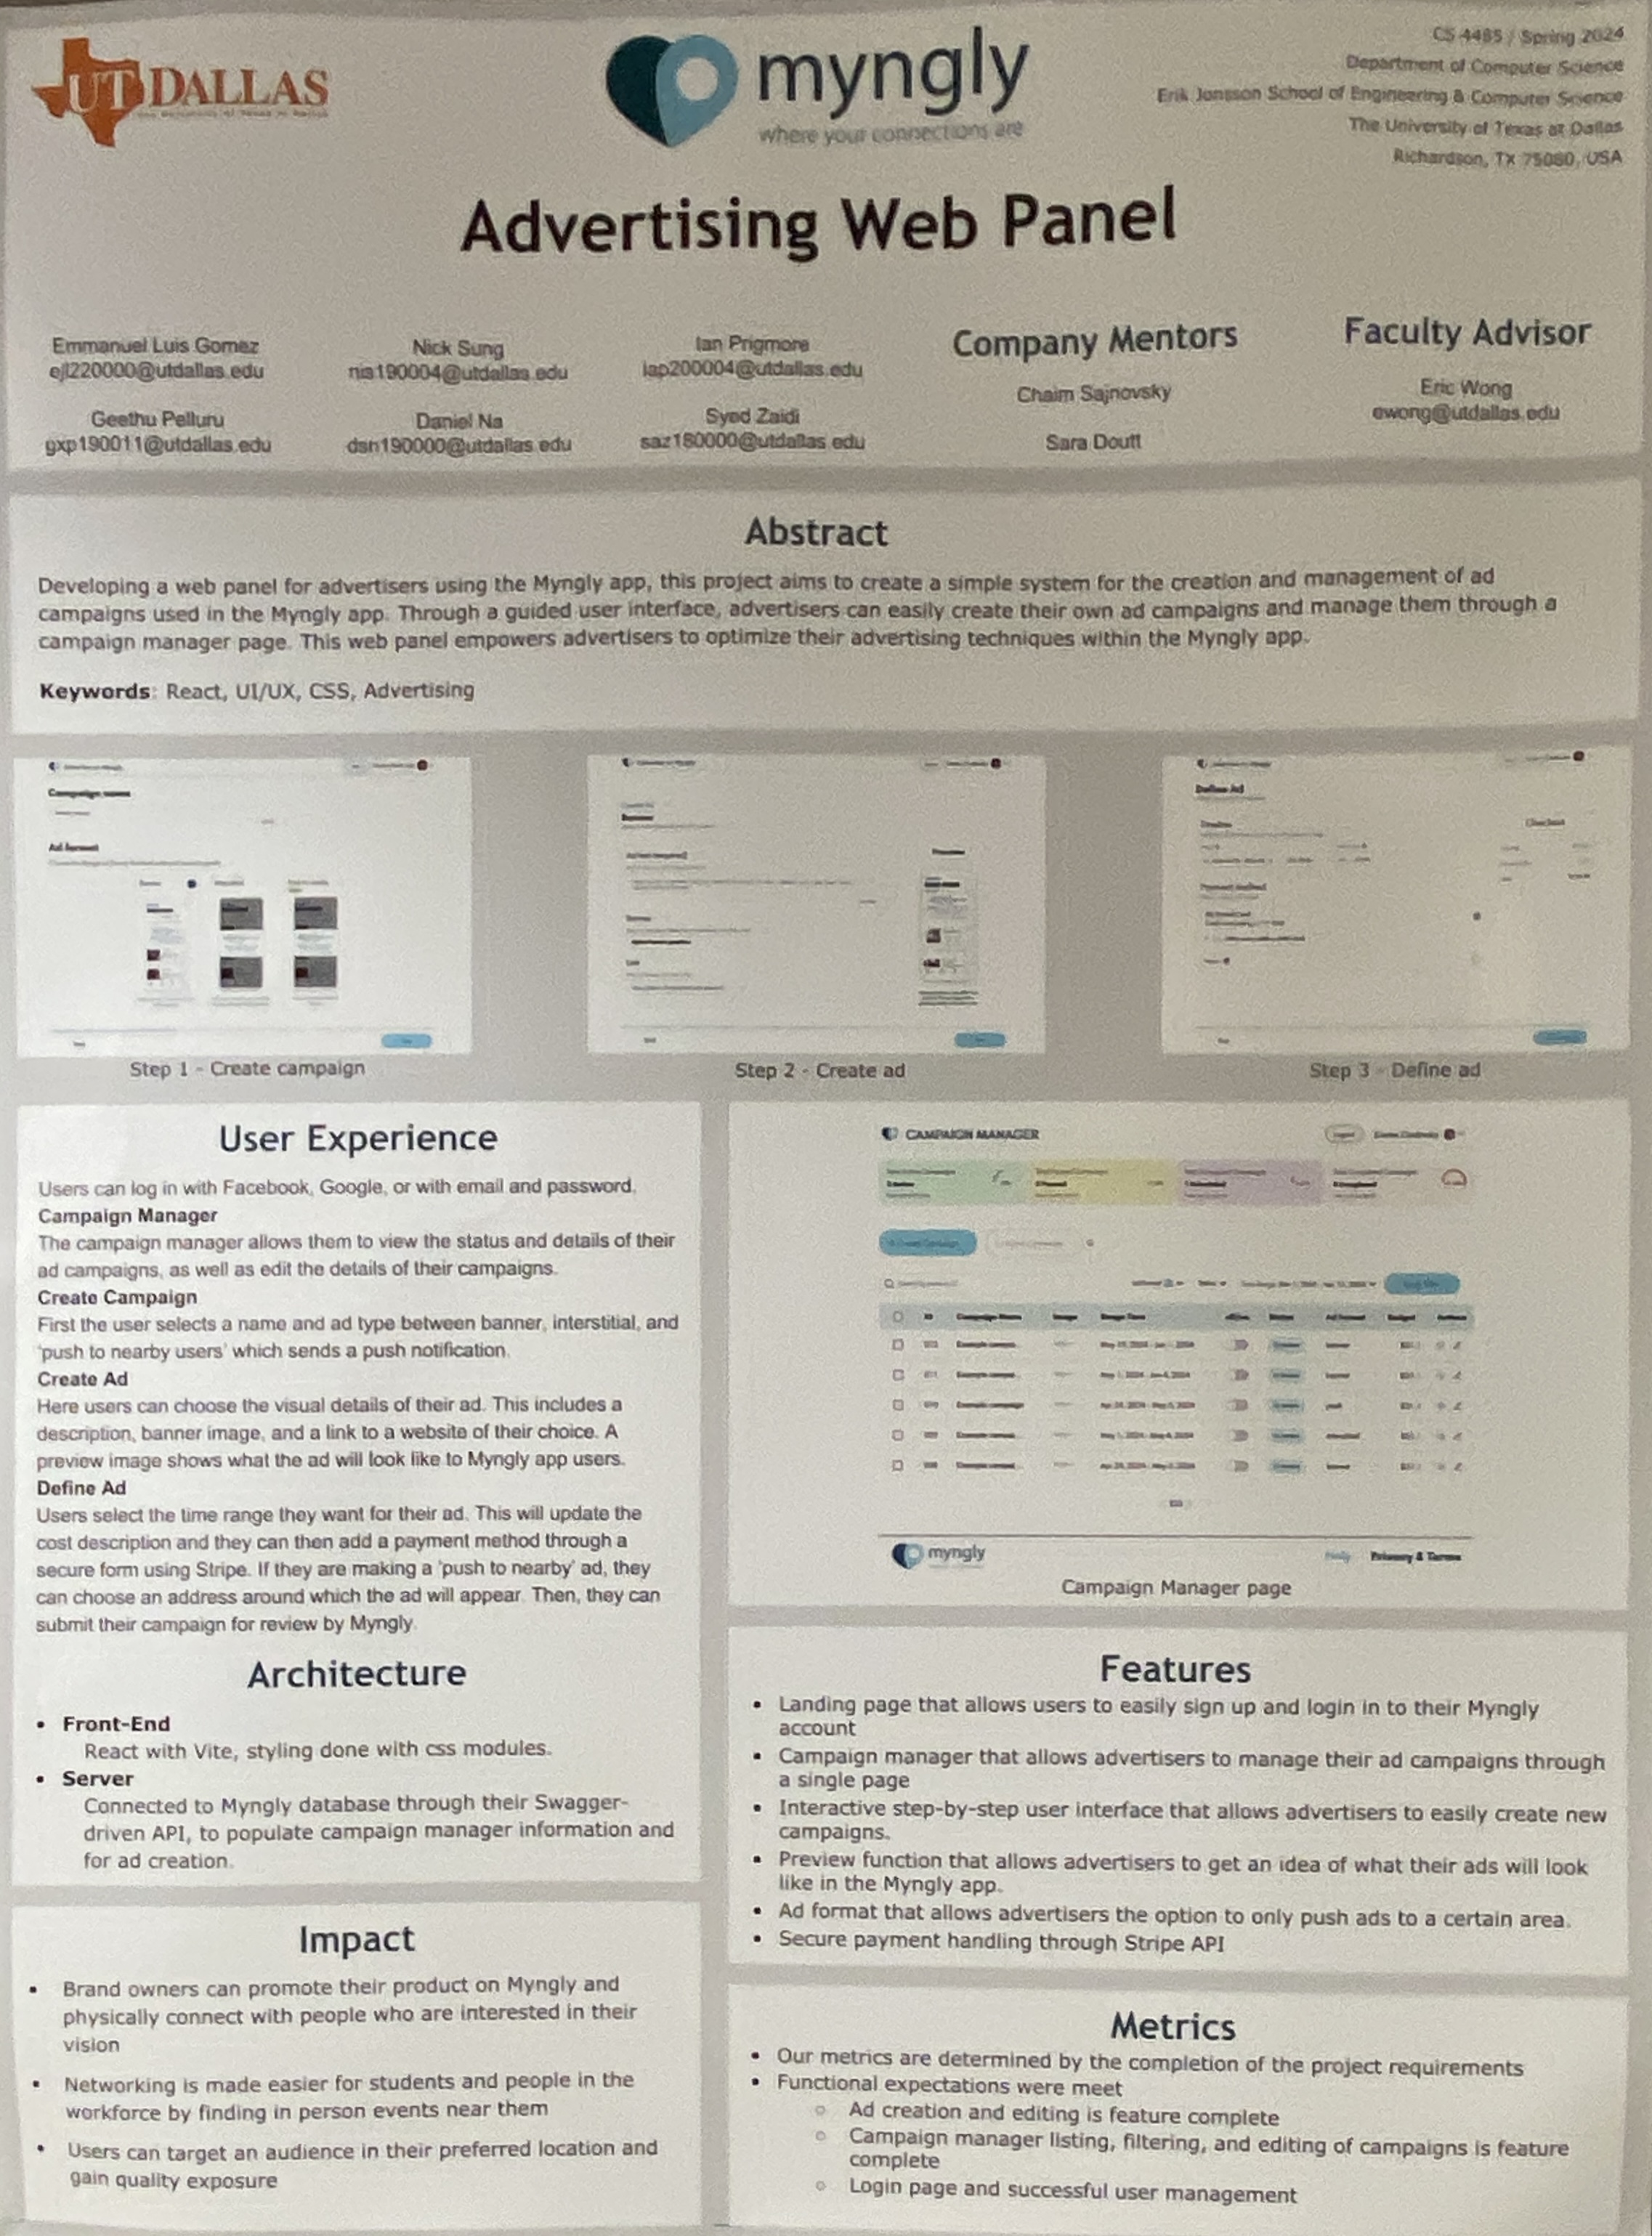 UT DALLAS
myngly
where your connections are
CS 4485 / Spring 2024
Department of Computer Science
Erik Jonsson School of Engineering & Computer Science
The University of Texas at Dallas
Richardson, TX 75080, USA
Advertising Web Panel
Emmanuel Luis Gomez
ejl220000@utdallas.edu
Nick Sung
nis190004@utdallas.edu
Ian Prigmore
iap200004@utdallas.edu
Geethu Pelluru
gxp190011@utdallas.edu
Daniel Na
dsn190000@utdallas.edu
Syed Zaidi
saz180000@utdallas.edu
Company Mentors
Chaim Sajnovsky
Sara Doutt
Faculty Advisor
Eric Wong
ewong@utdallas.edu
Abstract
Developing a web panel for advertisers using the Myngly app, this project aims to create a simple system for the creation and management of ad
campaigns used in the Myngly app. Through a guided user interface, advertisers can easily create their own ad campaigns and manage them through a
campaign manager page. This web panel empowers advertisers to optimize their advertising techniques within the Myngly app.
Keywords: React, UI/UX, CSS, Advertising
Campaign name
Ad format
Step 1 - Create campaign
Step 2 - Create ad
Define Ad
Checkout
Step 3 - Define ad
User Experience
Users can log in with Facebook, Google, or with email and password.
Campaign Manager
The campaign manager allows them to view the status and details of their
ad campaigns, as well as edit the details of their campaigns.
Create Campaign
First the user selects a name and ad type between banner, interstitial, and
'push to nearby users' which sends a push notification.
Create Ad
Here users can choose the visual details of their ad. This includes a
description, banner image, and a link to a website of their choice. A
preview image shows what the ad will look like to Myngly app users.
Define Ad
Users select the time range they want for their ad. This will update the
cost description and they can then add a payment method through a
secure form using Stripe. If they are making a 'push to nearby' ad, they
can choose an address around which the ad will appear. Then, they can
submit their campaign for review by Myngly.
Architecture
• Front-End
React with Vite, styling done with css modules.
• Server
Connected to Myngly database through their Swagger-
driven API, to populate campaign manager information and
for ad creation.
Impact
• Brand owners can promote their product on Myngly and
physically connect with people who are interested in their
vision
• Networking is made easier for students and people in the
workforce by finding in person events near them
• Users can target an audience in their preferred location and
gain quality exposure
CAMPAIGN MANAGER
myngly
Privacy & Terms
Campaign Manager page
Features
• Landing page that allows users to easily sign up and login in to their Myngly
account
• Campaign manager that allows advertisers to manage their ad campaigns through
a single page
• Interactive step-by-step user interface that allows advertisers to easily create new
campaigns.
• Preview function that allows advertisers to get an idea of what their ads will look
like in the Myngly app.
• Ad format that allows advertisers the option to only push ads to a certain area.
• Secure payment handling through Stripe API
Metrics
• Our metrics are determined by the completion of the project requirements
• Functional expectations were meet
○ Ad creation and editing is feature complete
○ Campaign manager listing, filtering, and editing of campaigns is feature
complete
○ Login page and successful user management